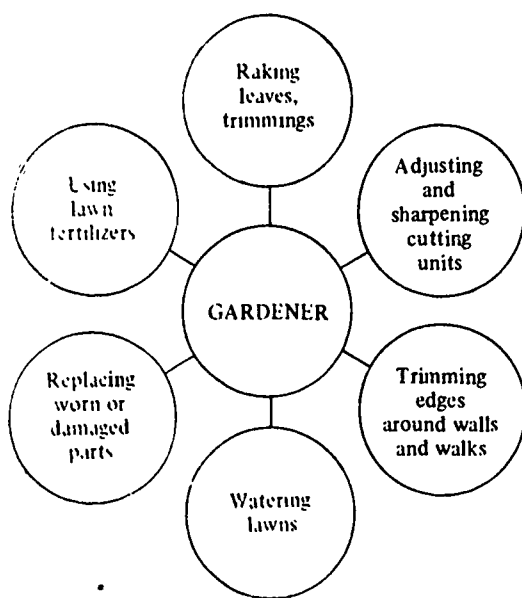 Raking
leaves,
trimmings
Adjusting
and
sharpening
cutting
units
Using
lawn
fertilizers
GARDENER
Replacing
worn or
damaged
parts
Trimming
edges
around walls
and walks
Watering
lawns